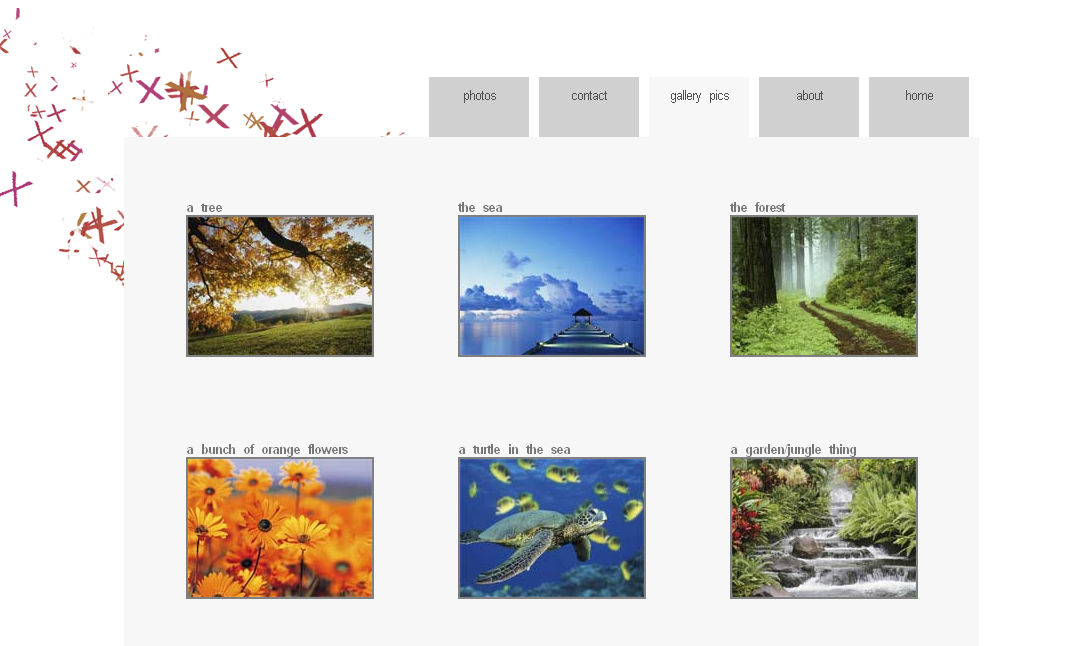 photos
contact
gallery pics
about
home
a tree
the sea
the forest
a bunch of orange flowers
a turtle in the sea
a garden/jungle thing